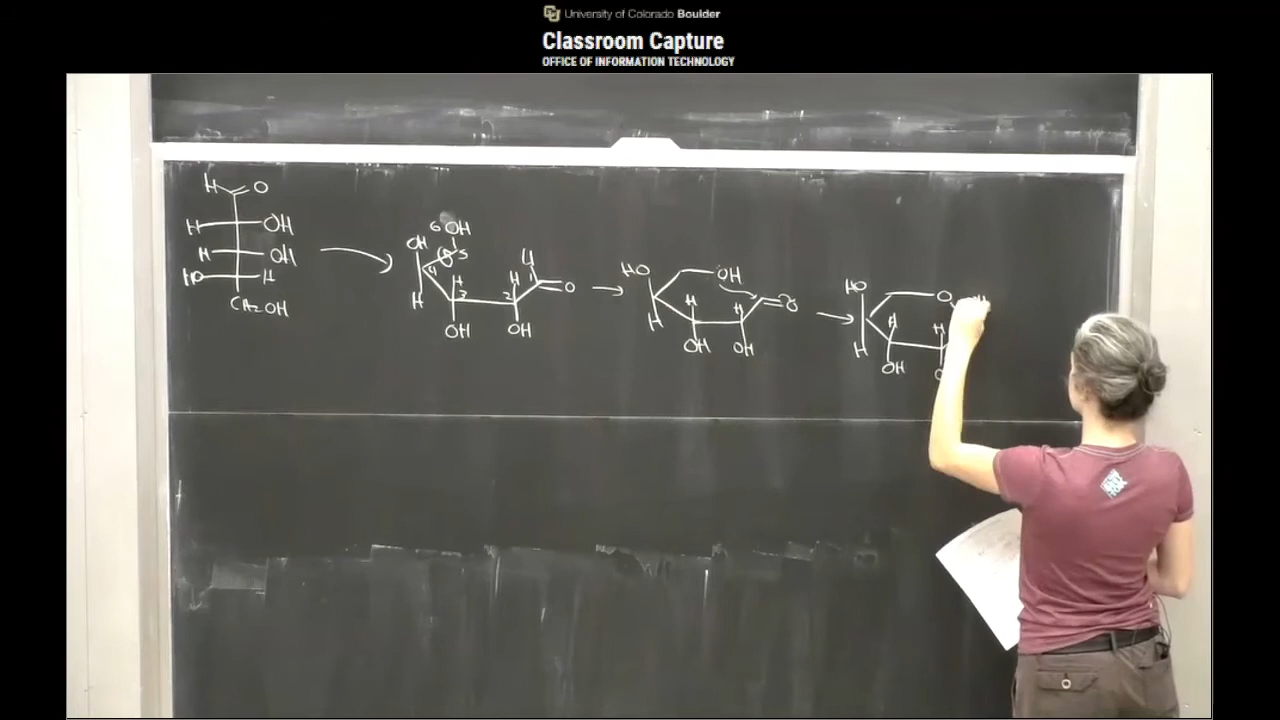 University of Colorado Boulder
Classroom Capture
OFFICE OF INFORMATION TECHNOLOGY
H O
H OH
H OH
HO H
CH₂OH
6 OH
OH 5
4 H 3 H 2 H 1 O
H OH OH
HO OH
H H O
H OH OH
HO O
H H
H OH